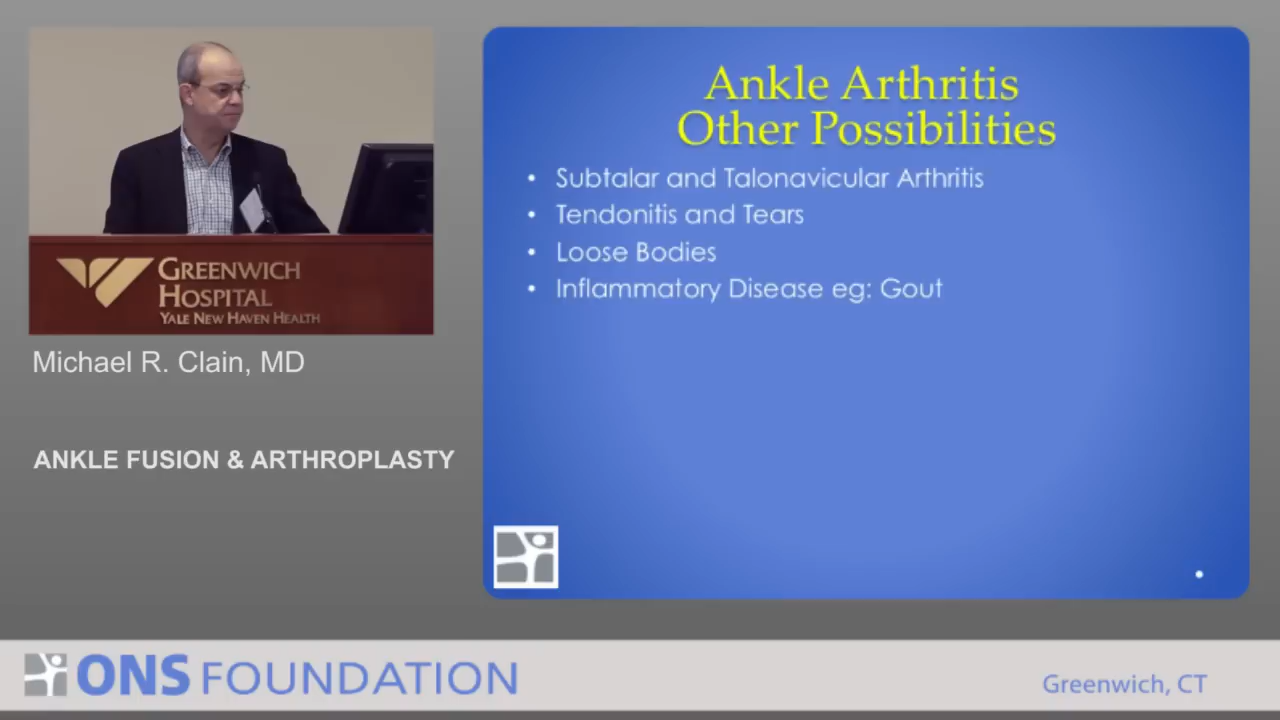 GREENWICH
HOSPITAL
YALE NEW HAVEN HEALTH
Michael R. Clain, MD
ANKLE FUSION & ARTHROPLASTY
Ankle Arthritis
Other Possibilities
• Subtalar and Talonavicular Arthritis
• Tendonitis and Tears
• Loose Bodies
• Inflammatory Disease eg: Gout
ONS FOUNDATION
Greenwich, CT